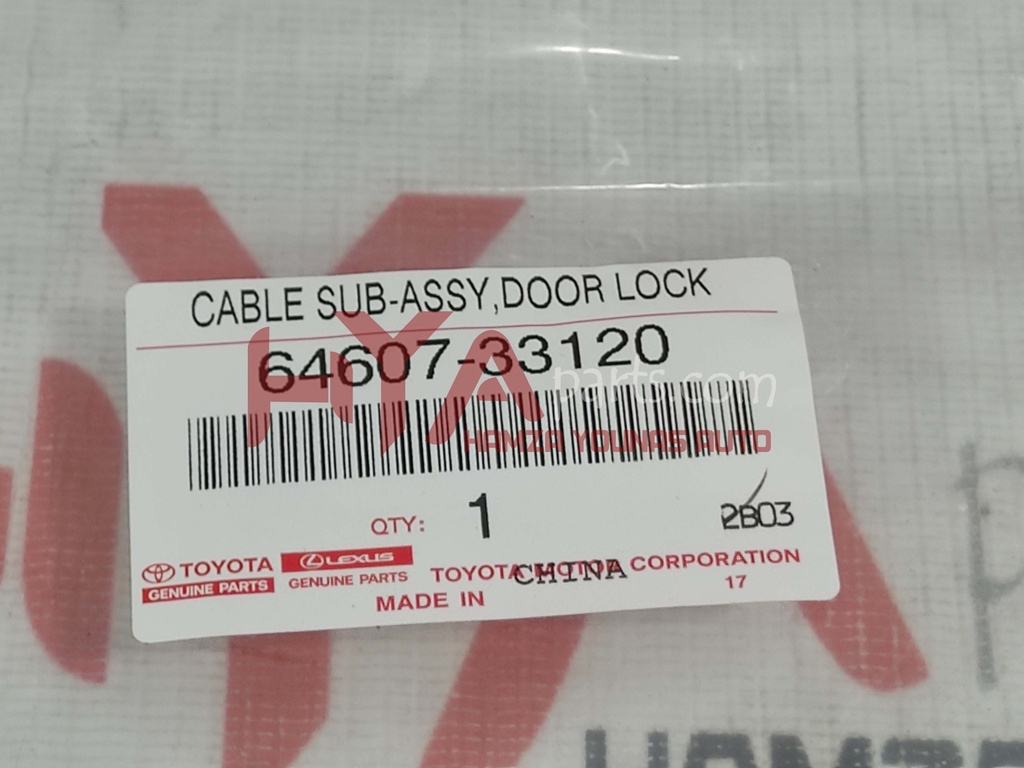 CABLE SUB-ASSY,DOOR LOCK
64607-33120
HYA parts.com
HAMZA YOUNAS AUTO
QTY: 1
2B03
TOYOTA
GENUINE PARTS
LEXUS
GENUINE PARTS
TOYOTA MOTOR CORPORATION
CHINA
MADE IN
17